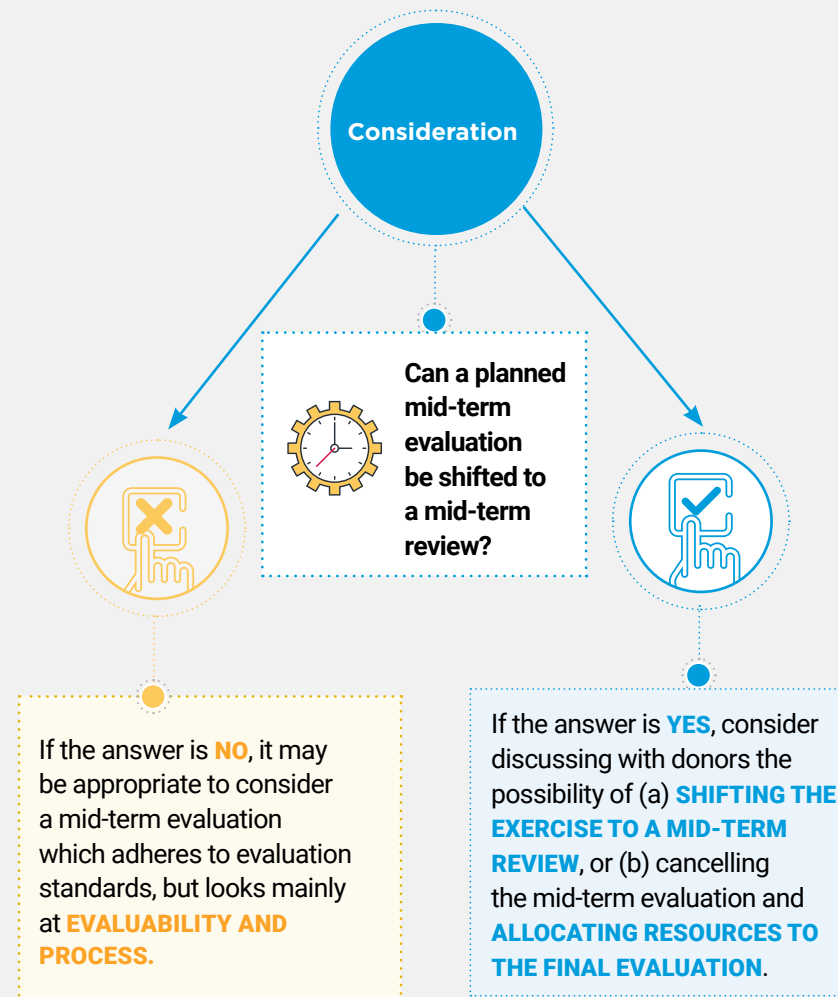 Consideration
Can a planned
mid-term
evaluation
be shifted to
a mid-term
review?
If the answer is NO, it may
be appropriate to consider
a mid-term evaluation
which adheres to evaluation
standards, but looks mainly
at EVALUABILITY AND
PROCESS.
If the answer is YES, consider
discussing with donors the
possibility of (a) SHIFTING THE
EXERCISE TO A MID-TERM
REVIEW, or (b) cancelling
the mid-term evaluation and
ALLOCATING RESOURCES TO
THE FINAL EVALUATION.